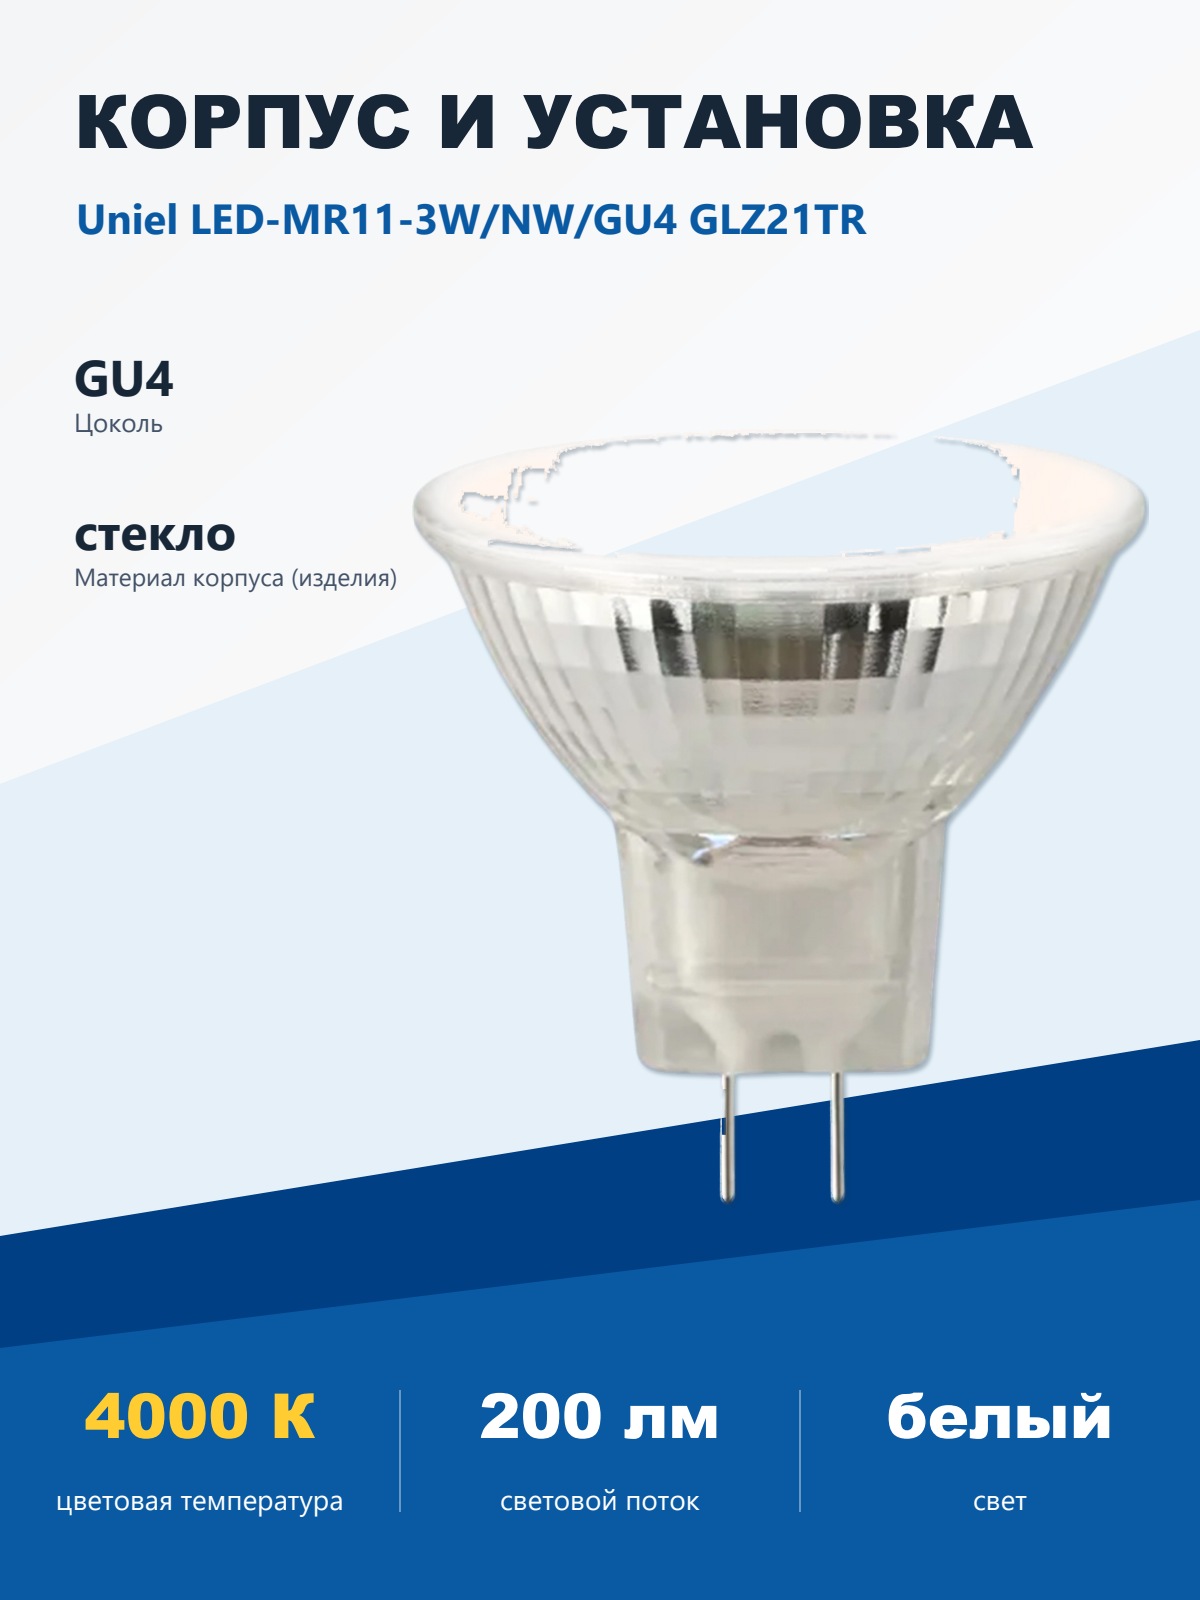 КОРПУС И УСТАНОВКА
Uniel LED-MR11-3W/NW/GU4 GLZ21TR
GU4
Цоколь
стекло
Материал корпуса (изделия)
4000 К
цветовая температура
200 лм
световой поток
белый
свет